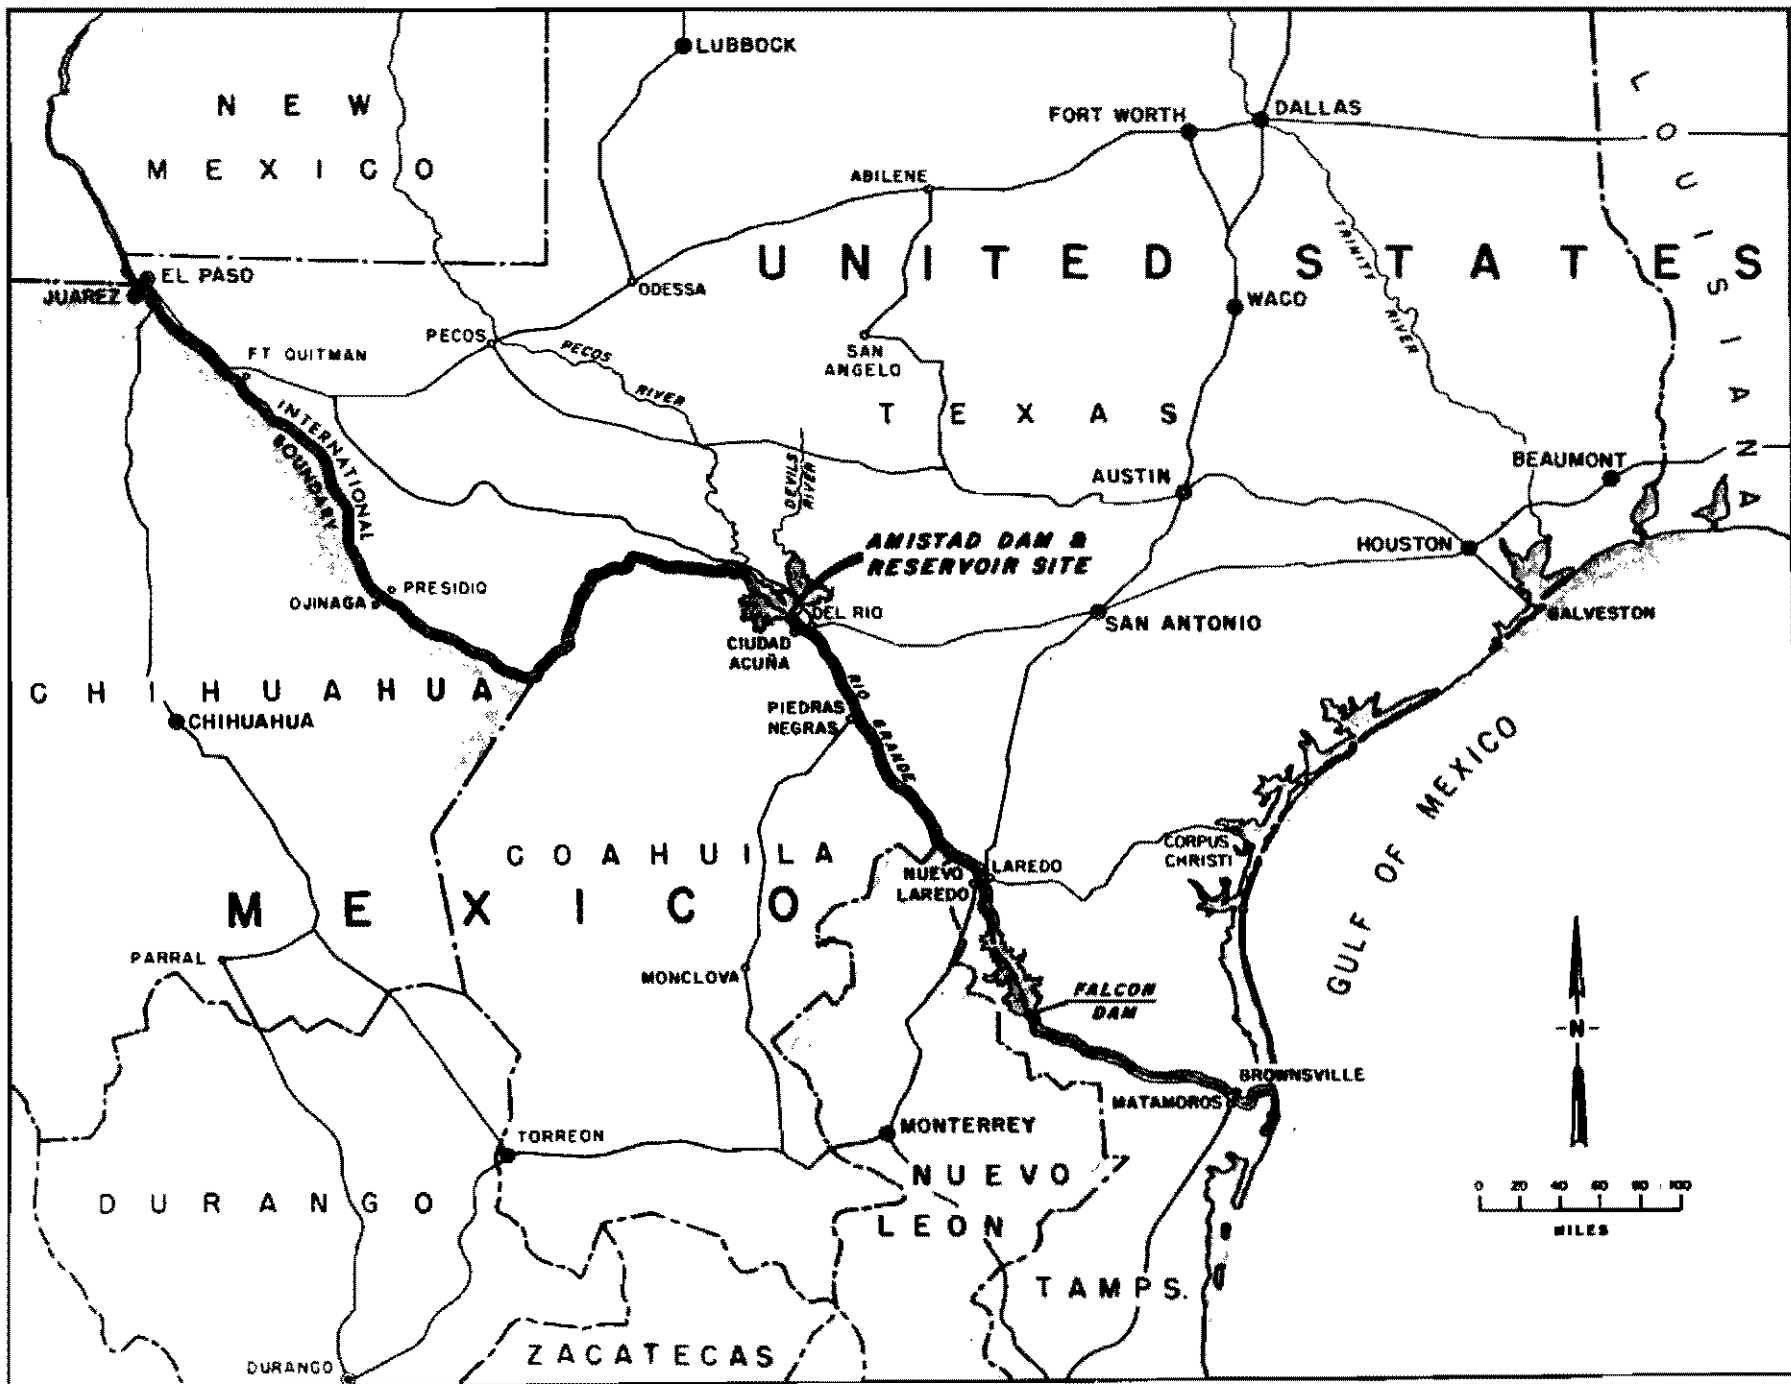 LUBBOCK
NEW
MEXICO
FORT WORTH
DALLAS
LOUISIANA
ABILENE
UNITED STATES
TRINITY
RIVER
EL PASO
JUAREZ
ODESSA
WACO
PECOS
PECOS
RIVER
FT QUITMAN
SAN
ANGELO
TEXAS
INTERNATIONAL
BOUNDARY
DEVILS
RIVER
AUSTIN
BEAUMONT
AMISTAD DAM &
RESERVOIR SITE
HOUSTON
PRESIDIO
OJINAGA
DEL RIO
CIUDAD
ACUÑA
SAN ANTONIO
GALVESTON
CHIHUAHUA
CHIHUAHUA
PIEDRAS
NEGRAS
RIO
GRANDE
GULF OF MEXICO
COAHUILA
CORPUS
CHRISTI
LAREDO
NUEVO
LAREDO
MEXICO
PARRAL
MONCLOVA
FALCON
DAM
N
BROWNSVILLE
MATAMOROS
TORREON
MONTERREY
NUEVO
LEON
DURANGO
0 20 40 60 80 100
MILES
TAMPS.
ZACATECAS
DURANGO